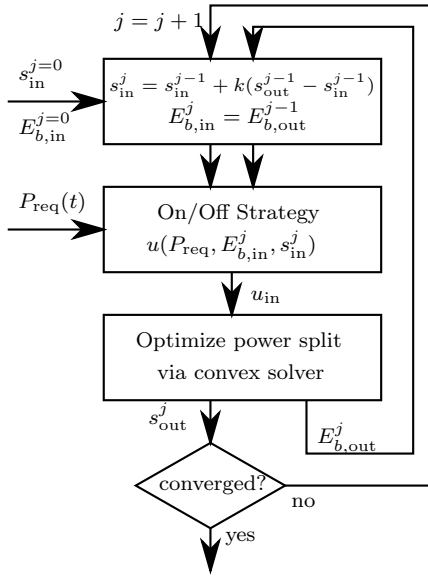 j = j + 1
s_in^{j=0}
E_{b,in}^{j=0}
s_in^j = s_in^{j-1} + k(s_out^{j-1} − s_in^{j-1})
E_{b,in}^j = E_{b,out}^{j-1}
P_req(t)
On/Off Strategy
u(P_req, E_{b,in}^j, s_in^j)
u_in
Optimize power split
via convex solver
s_out^j
E_{b,out}^j
converged?
no
yes